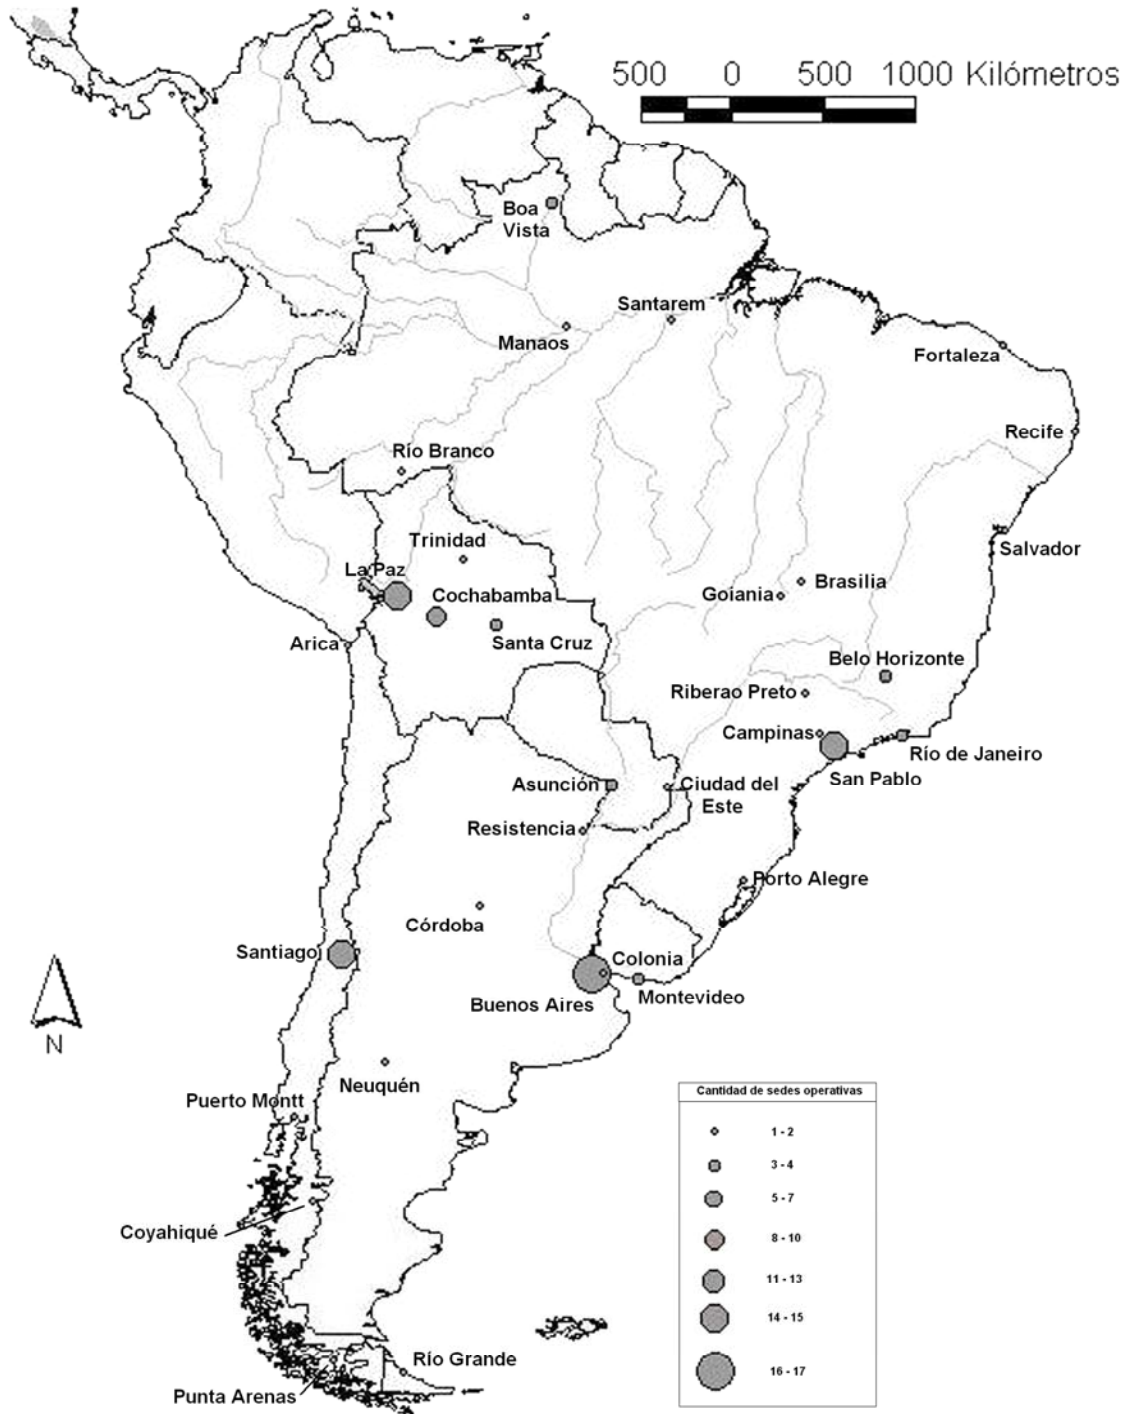 500 0 500 1000 Kilómetros
Boa
Vista
Santarem
Manaos
Fortaleza
Recife
Río Branco
Salvador
Trinidad
La Paz
Brasilia
Goiania
Cochabamba
Santa Cruz
Arica
Belo Horizonte
Riberao Preto
Campinas
Río de Janeiro
San Pablo
Asunción
Ciudad del
Este
Resistencia
Porto Alegre
Córdoba
Santiago
Colonia
Buenos Aires
Montevideo
N
Neuquén
Puerto Montt
Coyahiqué
Río Grande
Punta Arenas
Cantidad de sedes operativas
1 - 2
3 - 4
5 - 7
8 - 10
11 - 13
14 - 15
16 - 17